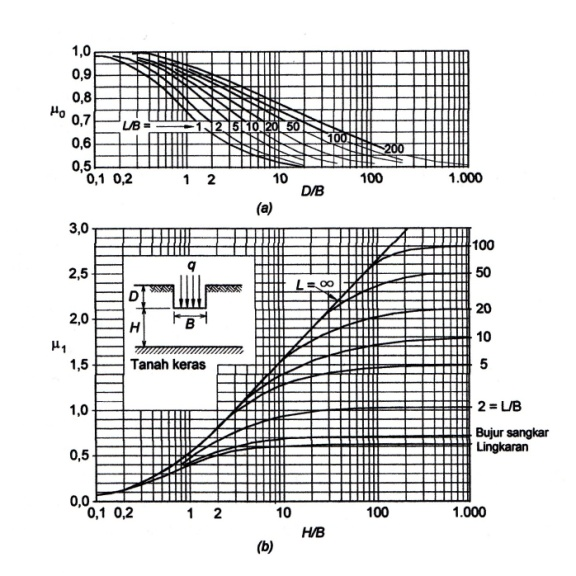 1,0
0,9
0,8
μ₀ 0,7
L/B = 1 2 5 10 20 50 100 200
0,6
0,5
0,1 0,2 1 2 10 100 1.000
D/B
(a)
3,0
100
q
L = ∞
2,5
50
D
B
H
2,0
20
μ₁
10
Tanah keras
1,5
5
1,0
2 = L/B
Bujur sangkar
0,5
Lingkaran
0,0
0,1 0,2 1 2 10 100 1.000
H/B
(b)